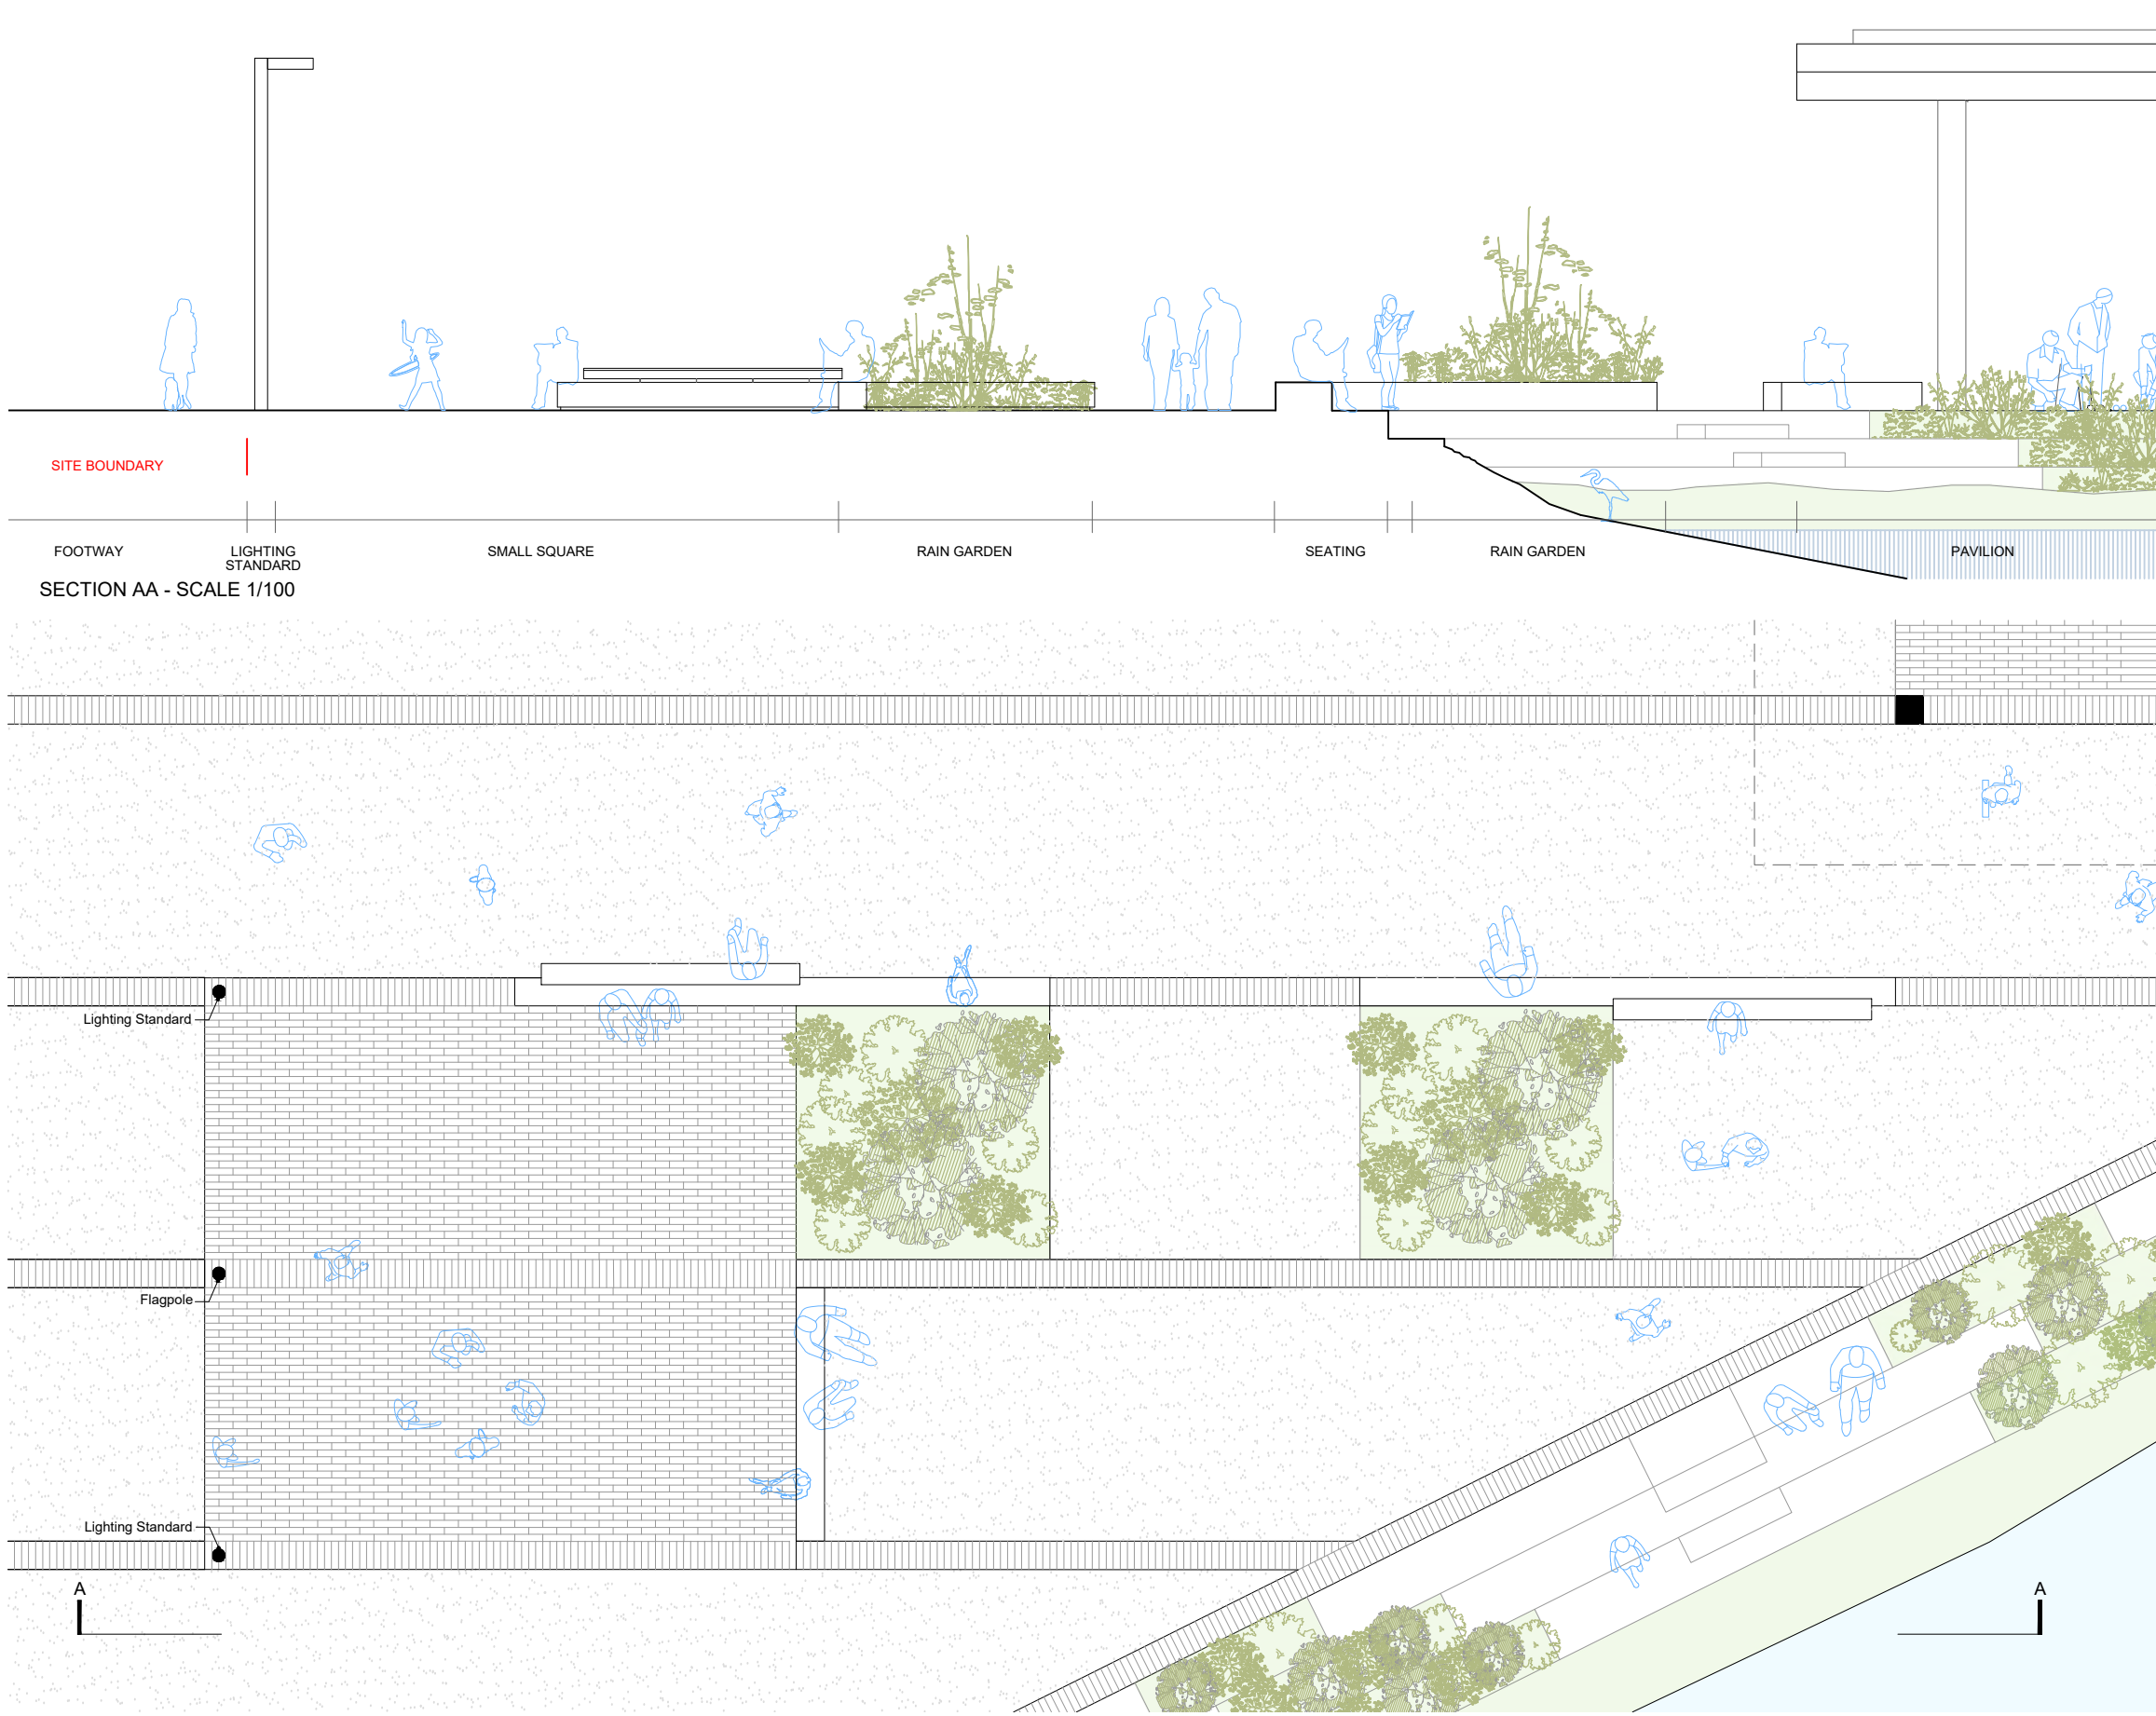 SITE BOUNDARY
FOOTWAY
LIGHTING
STANDARD
SMALL SQUARE
RAIN GARDEN
SEATING
RAIN GARDEN
PAVILION
SECTION AA - SCALE 1/100
Lighting Standard
Flagpole
Lighting Standard
A
A